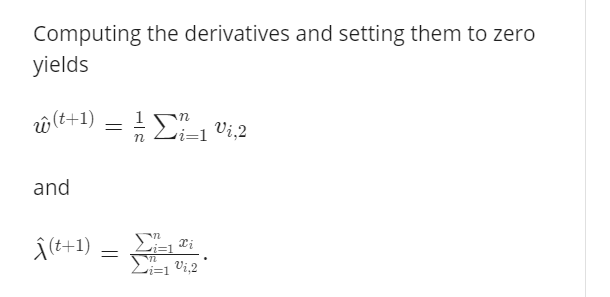 Computing the derivatives and setting them to zero
yields
ŵ^(t+1) = 1/n ∑_{i=1}^{n} v_{i,2}
and
λ̂^(t+1) = ∑_{i=1}^{n} x_i / ∑_{i=1}^{n} v_{i,2} .